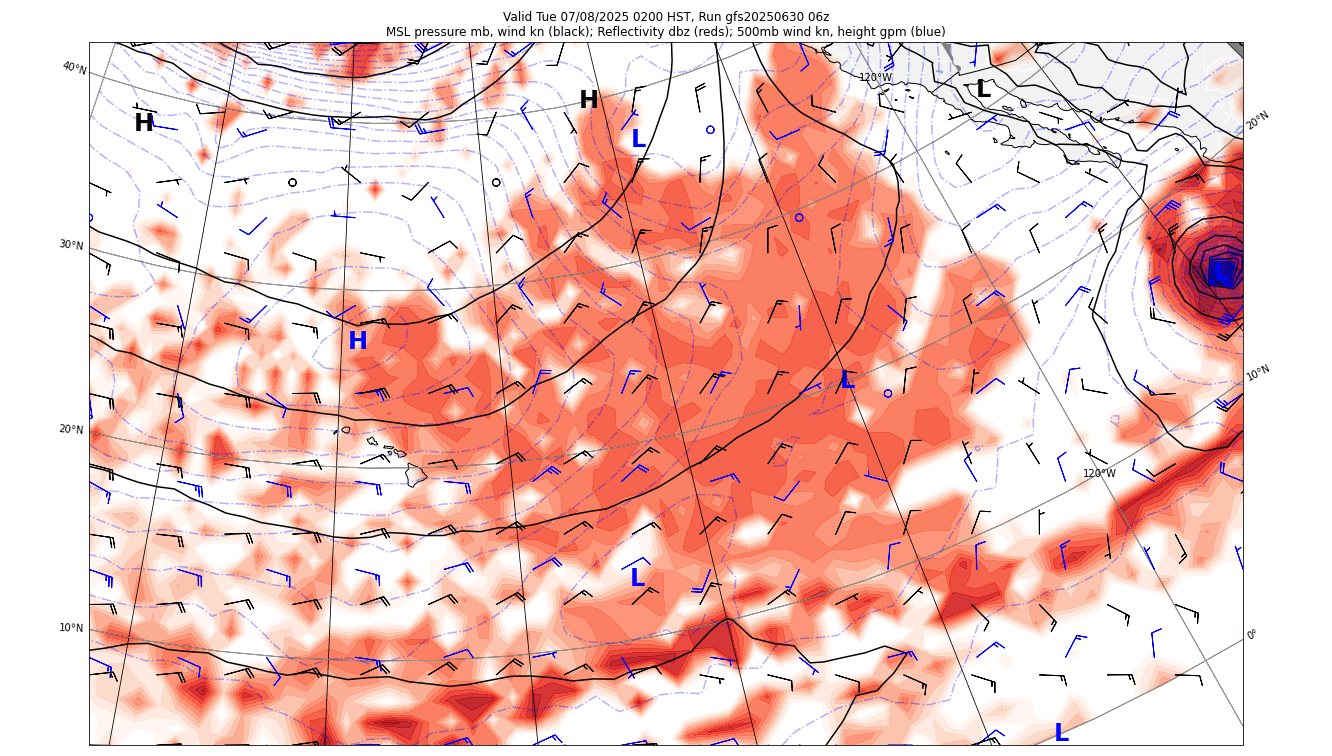 Valid Tue 07/08/2025 0200 HST, Run gfs20250630 06z
MSL pressure mb, wind kn (black); Reflectivity dbz (reds); 500mb wind kn, height gpm (blue)
40°N
120°W
L
H
H
L
20°N
30°N
L
H
L
10°N
20°N
120°W
L
10°N
0°
L